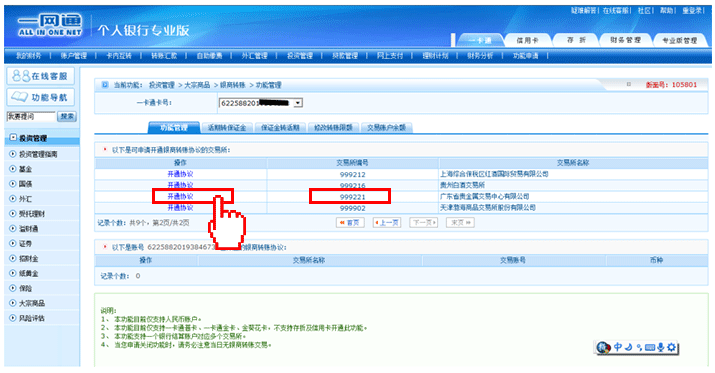 疑难解答 | 在线客服 | 社区 | 帮助 | 重登录 |
一网通
ALL IN ONE NET
个人银行专业版
一卡通 信用卡 存 折 财务管理 专业版管理
我的财务 | 账户管理 | 卡内互转 | 转账汇款 | 自助缴费 | 外汇管理 | 投资管理 | 贷款管理 | 网上支付 | 理财计划 | 财务分析 | 功能申请 |
在线客服
功能导航
我要提问 搜索
投资管理
投资管理指南
基金
国债
外汇
受托理财
溢财通
证券
招财金
纸黄金
保险
大宗商品
风险评估
当前功能: 投资管理 > 大宗商品 > 银商转账 > 功能管理
版面号: 105801
一卡通卡号: 6225882019
功能管理 活期转保证金 保证金转活期 修改转账限额 交易账户余额
以下是可申请开通银商转账协议的交易所:
操作 交易所编号 交易所名称
开通协议 999212 上海综合保税区红酒国际贸易有限公司
开通协议 999216 贵州白酒交易所
开通协议 999221 广东省贵金属交易中心有限公司
开通协议 999902 天津渤海商品交易所股份有限公司
记录个数: 共9个, 第2页/共2页 首页 上一页 下一页 末页
以下是账号 622588201938467 的银商转账协议:
操作 交易所名称 交易账号 币种
记录个数: 0
说明:
1、 本功能目前仅支持人民币账户。
2、 本功能目前仅支持一卡通普卡、一卡通金卡、金葵花卡,不支持存折及信用卡开通此功能。
3、 本功能支持一个银行结算账户对应多个交易所。
4、 当您申请关闭功能时,请务必注意当日无银商转账交易。
中